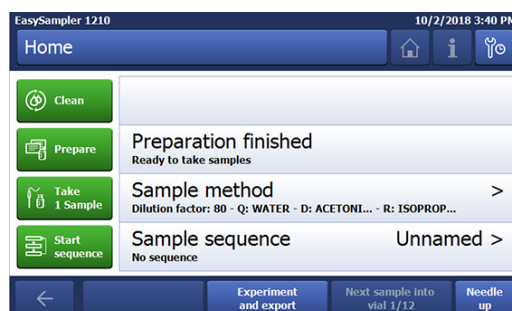 EasySampler 1210 10/2/2018 3:40 PM
Home
Clean
Prepare
Preparation finished
Ready to take samples
Take
1 Sample
Sample method >
Dilution factor: 80 - Q: WATER - D: ACETONI... - R: ISOPROP...
Start
sequence
Sample sequence Unnamed >
No sequence
Experiment
and export
Next sample into
vial 1/12
Needle
up